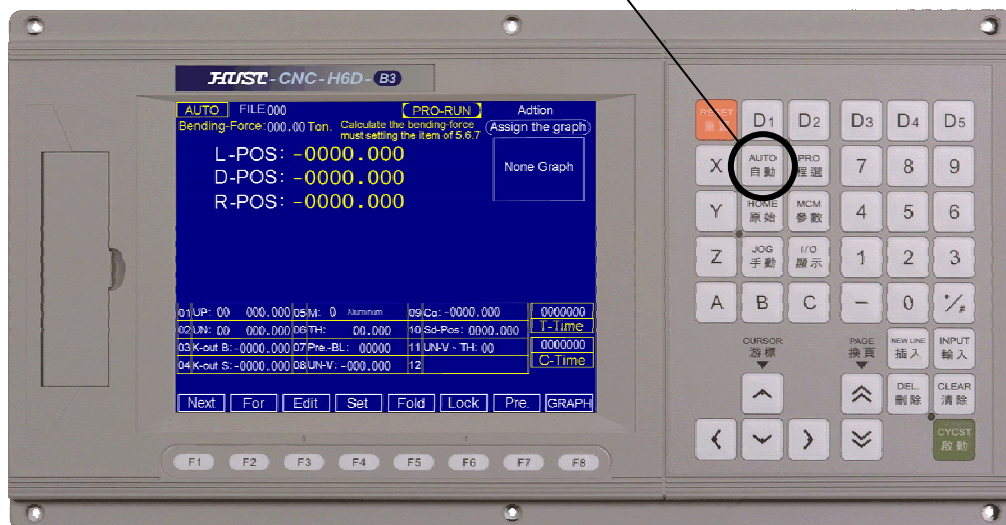 HUST-CNC-H6D-B3
AUTO FILE:000 PRO-RUN Adtion
Bending-Force:000.00 Ton. Calculate the bending-force must setting the item of 5.6.7 Assign the graph
L-POS: -0000.000
D-POS: -0000.000
R-POS: -0000.000
None Graph
01 UP: 00 000.000 05 M: 0 Aluminum 09 Cα: -0000.000 0000000
02 UN: 00 000.000 06 TH: 00.000 10 Sd-Pos: 0000.000 T-Time
03 K-out B: -0000.000 07 Pre.-BL: 00000 11 UN-V ~ TH: 00 0000000
04 K-out S: -0000.000 08 UN-V: -000.000 12 C-Time
Next For Edit Set Fold Lock Pre. GRAPH
F1 F2 F3 F4 F5 F6 F7 F8
RESET 重置 D1 D2 D3 D4 D5
X AUTO 自動 PRO 程選 7 8 9
Y HOME 原始 MCM 參數 4 5 6
Z JOG 手動 I/O 顯示 1 2 3
A B C - 0 ·/#
CURSOR 游標 PAGE 換頁 NEW LINE 插入 INPUT 輸入
DEL. 刪除 CLEAR 清除
CYCST 啟動